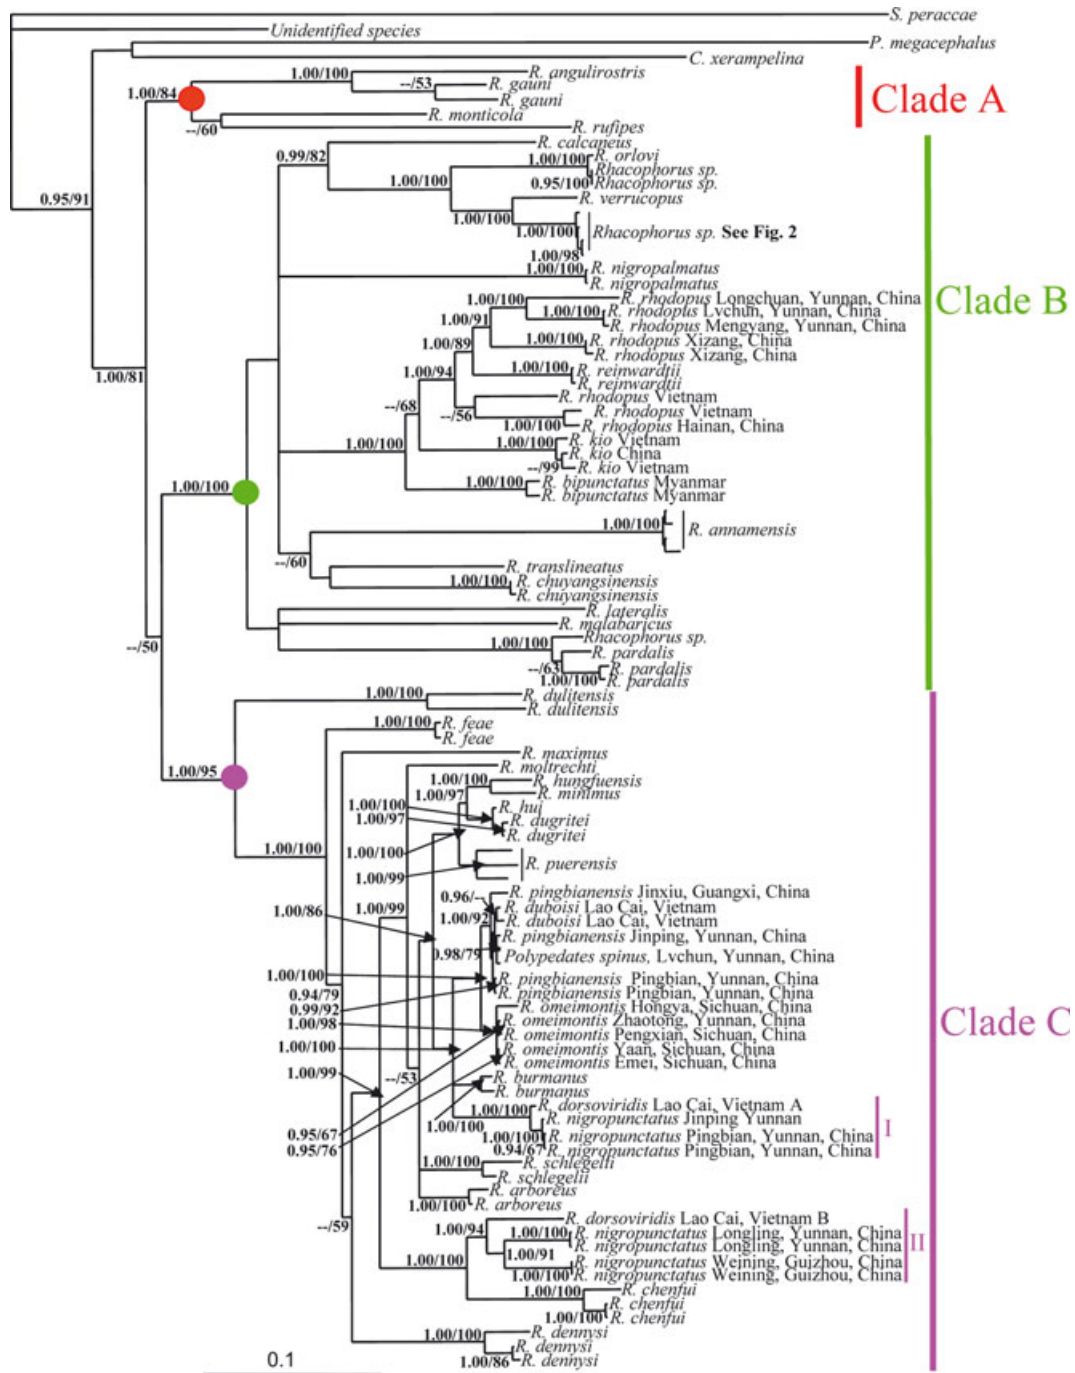 S. peraccae
Unidentified species
P. megacephalus
C. xerampelina
1.00/100
R. angulirostris
--/53
R. gauni
1.00/84
R. gauni
Clade A
R. monticola
--/60
R. rufipes
R. calcaneus
0.99/82
1.00/100
R. orlovi
Rhacophorus sp.
1.00/100
0.95/100
Rhacophorus sp.
0.95/91
R. verrucopus
1.00/100
1.00/100
Rhacophorus sp. See Fig. 2
1.00/98
1.00/100
R. nigropalmatus
R. nigropalmatus
Clade B
1.00/100
R. rhodopus Longchuan, Yunnan, China
1.00/100
R. rhodopus Lvchun, Yunnan, China
1.00/91
R. rhodopus Mengyang, Yunnan, China
1.00/89
1.00/100
R. rhodopus Xizang, China
R. rhodopus Xizang, China
1.00/81
1.00/94
1.00/100
R. reinwardtii
R. reinwardtii
--/68
R. rhodopus Vietnam
--/56
R. rhodopus Vietnam
1.00/100
R. rhodopus Hainan, China
1.00/100
1.00/100
R. kio Vietnam
R. kio China
--/99
R. kio Vietnam
1.00/100
1.00/100
R. bipunctatus Myanmar
R. bipunctatus Myanmar
1.00/100
R. annamensis
--/60
R. translineatus
1.00/100
R. chuyangsinensis
R. chuyangsinensis
R. lateralis
R. malabaricus
--/50
1.00/100
Rhacophorus sp.
R. pardalis
--/63
R. pardalis
1.00/100
R. pardalis
1.00/100
R. dulitensis
R. dulitensis
1.00/100
R. feae
R. feae
R. maximus
1.00/95
R. moltrechti
1.00/100
R. hungfuensis
1.00/97
R. minimus
1.00/100
R. hui
1.00/97
R. dugritei
R. dugritei
1.00/100
1.00/100
R. puerensis
1.00/99
0.96/--
R. pingbianensis Jinxiu, Guangxi, China
1.00/86
1.00/99
1.00/92
R. duboisi Lao Cai, Vietnam
R. duboisi Lao Cai, Vietnam
R. pingbianensis Jinping, Yunnan, China
0.98/79
Polypedates spinus, Lvchun, Yunnan, China
1.00/100
R. pingbianensis Pingbian, Yunnan, China
0.94/79
R. pingbianensis Pingbian, Yunnan, China
0.99/92
R. omeimontis Hongya, Sichuan, China
1.00/98
R. omeimontis Zhaotong, Yunnan, China
Clade C
R. omeimontis Pengxian, Sichuan, China
1.00/100
R. omeimontis Yaan, Sichuan, China
R. omeimontis Emei, Sichuan, China
1.00/99
--/53
R. burmanus
R. burmanus
1.00/100
1.00/100
R. dorsoviridis Lao Cai, Vietnam A
R. nigropunctatus Jinping Yunnan
I
0.95/67
1.00/100
R. nigropunctatus Pingbian, Yunnan, China
0.95/76
0.94/67
R. nigropunctatus Pingbian, Yunnan, China
1.00/100
R. schlegelii
R. schlegelii
R. arboreus
1.00/100
R. arboreus
--/59
1.00/94
R. dorsoviridis Lao Cai, Vietnam B
1.00/100
R. nigropunctatus Longling, Yunnan, China
R. nigropunctatus Longling, Yunnan, China
II
1.00/100
1.00/91
R. nigropunctatus Weining, Guizhou, China
1.00/100
R. nigropunctatus Weining, Guizhou, China
1.00/100
R. chenfui
R. chenfui
1.00/100
R. chenfui
1.00/100
R. dennysi
R. dennysi
1.00/86
R. dennysi
0.1